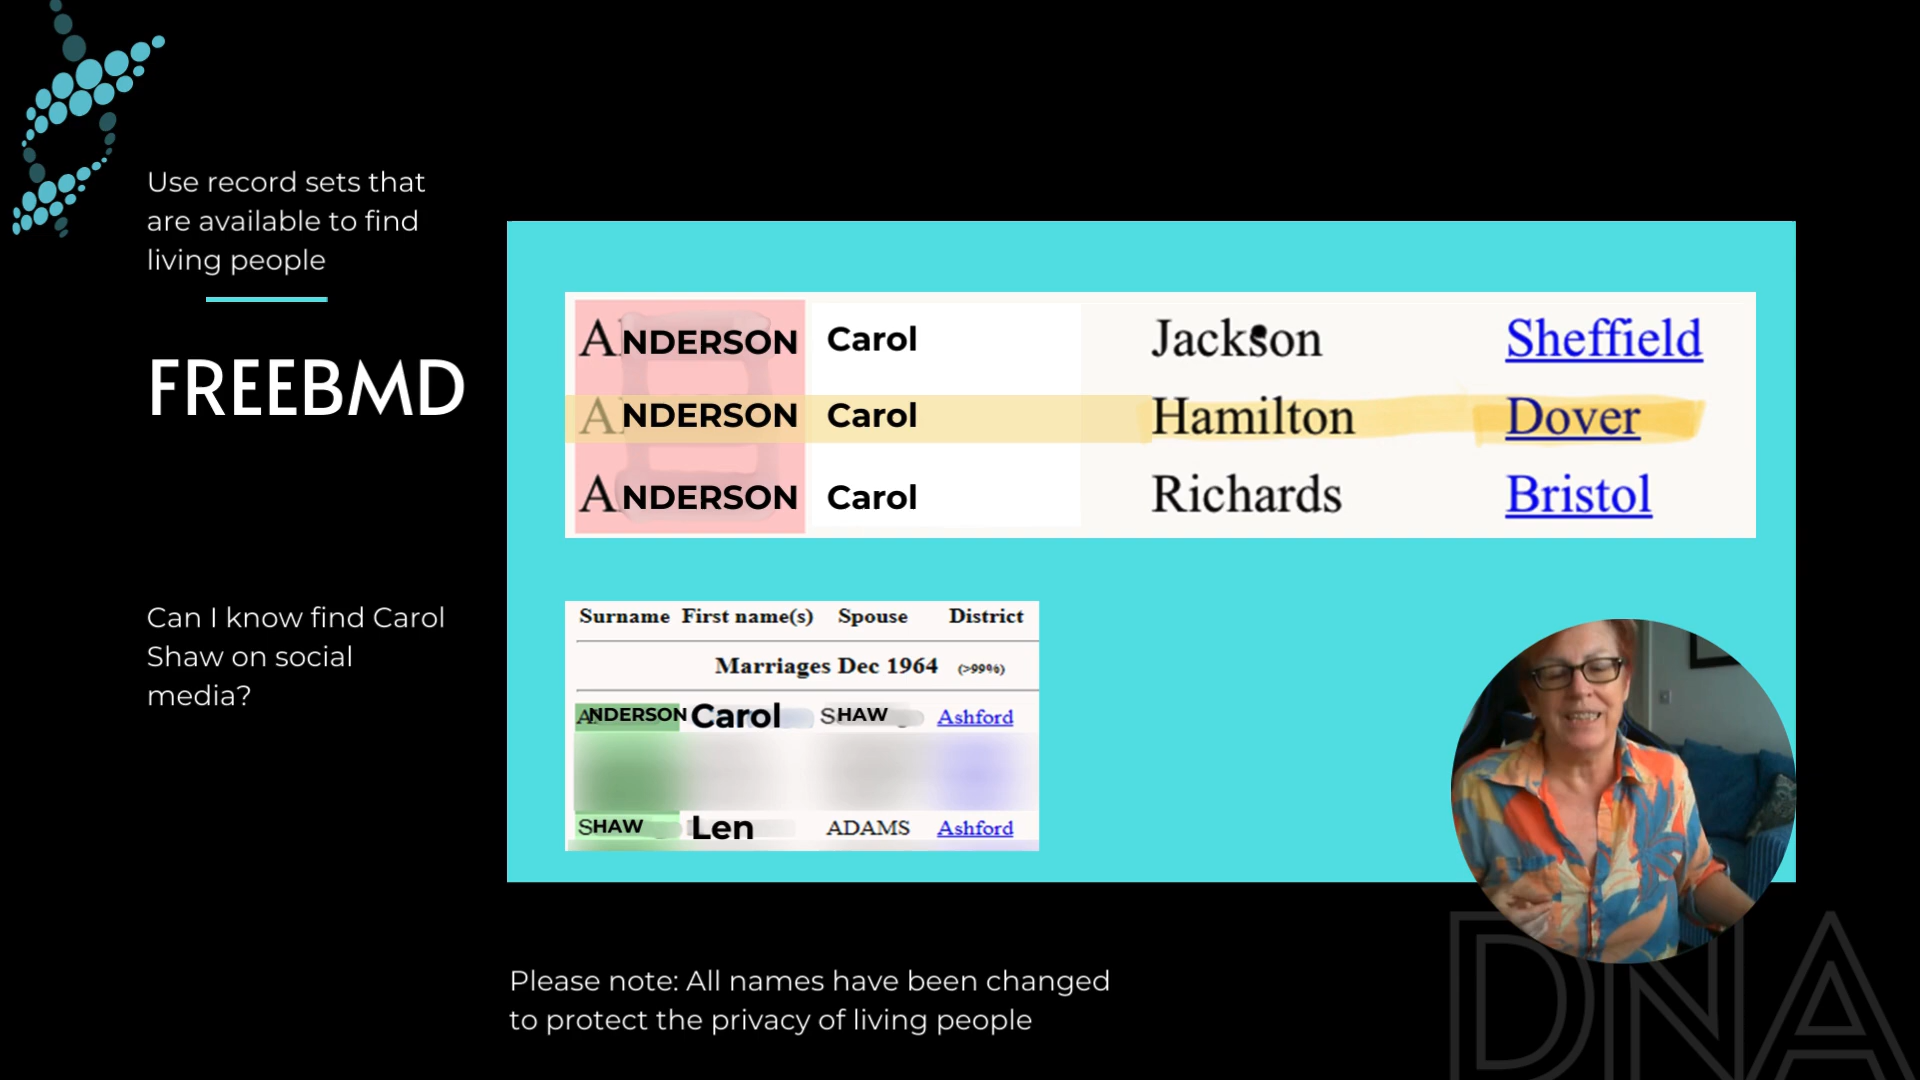 Use record sets that
are available to find
living people
FREEBMD
Can I know find Carol
Shaw on social
media?
ANDERSON Carol Jackson Sheffield
ANDERSON Carol Hamilton Dover
ANDERSON Carol Richards Bristol
Surname First name(s) Spouse District
Marriages Dec 1964 (>99%)
ANDERSON Carol SHAW Ashford
SHAW Len ADAMS Ashford
Please note: All names have been changed
to protect the privacy of living people
DNA